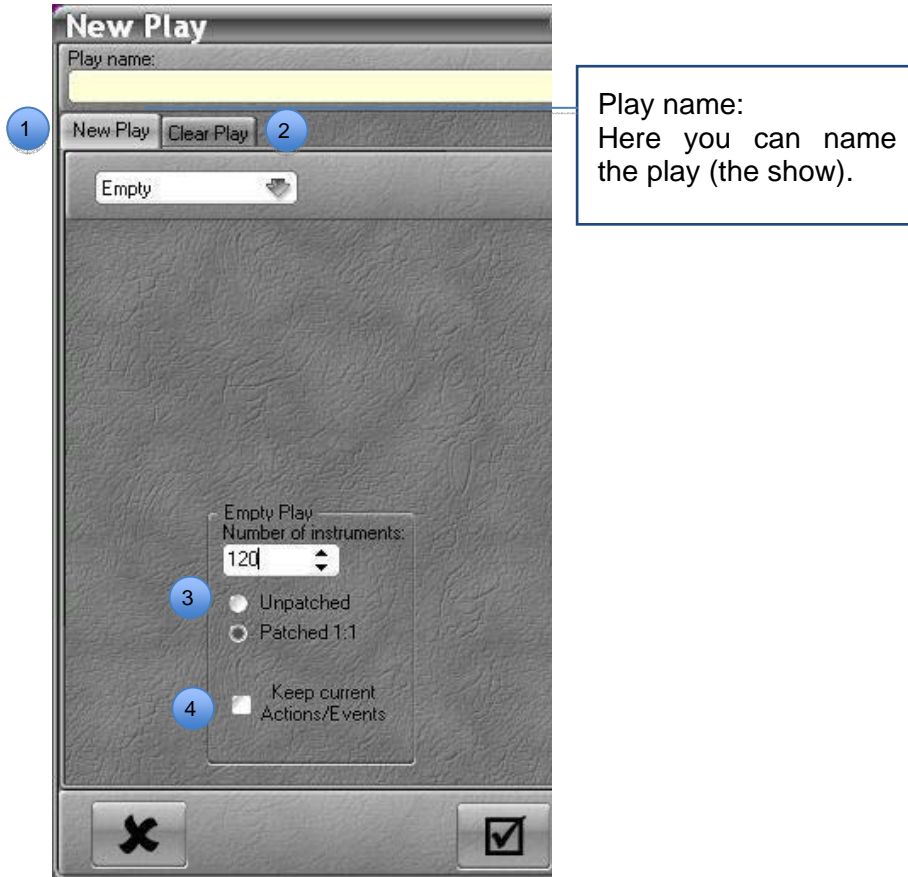 New Play
Play name:
Play name:
Here you can name
the play (the show).
1
New Play
Clear Play
2
Empty
Empty Play
Number of instruments:
120
3
Unpatched
Patched 1:1
4
Keep current
Actions/Events